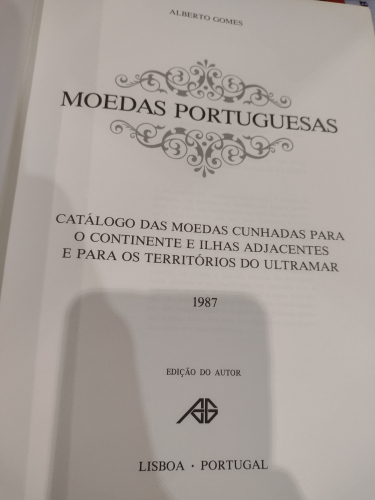 ALBERTO GOMES
MOEDAS PORTUGUESAS
CATÁLOGO DAS MOEDAS CUNHADAS PARA
O CONTINENTE E ILHAS ADJACENTES
E PARA OS TERRITÓRIOS DO ULTRAMAR
1987
EDIÇÃO DO AUTOR
AG
LISBOA · PORTUGAL